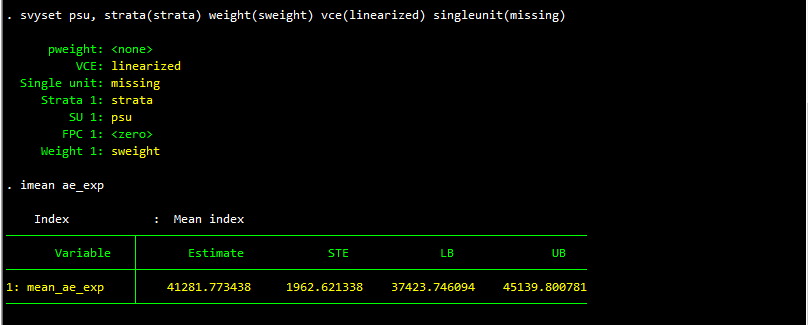 . svyset psu, strata(strata) weight(sweight) vce(linearized) singleunit(missing)
pweight: <none>
VCE: linearized
Single unit: missing
Strata 1: strata
SU 1: psu
FPC 1: <zero>
Weight 1: sweight
. imean ae_exp
Index : Mean index
Variable Estimate STE LB UB
1: mean_ae_exp 41281.773438 1962.621338 37423.746094 45139.800781